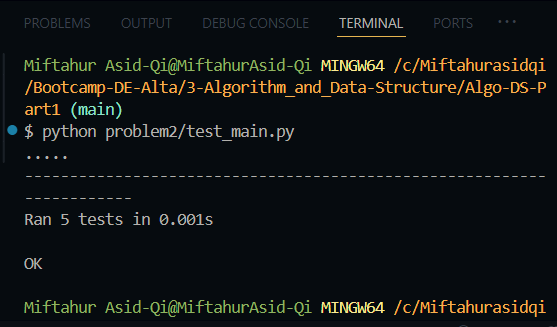 PROBLEMS OUTPUT DEBUG CONSOLE TERMINAL PORTS ···
Miftahur Asid-Qi@MiftahurAsid-Qi MINGW64 /c/Miftahurasidqi
/Bootcamp-DE-Alta/3-Algorithm_and_Data-Structure/Algo-DS-P
art1 (main)
$ python problem2/test_main.py
.....
----------------------------------------------------------
------------
Ran 5 tests in 0.001s
OK
Miftahur Asid-Qi@MiftahurAsid-Qi MINGW64 /c/Miftahurasidqi